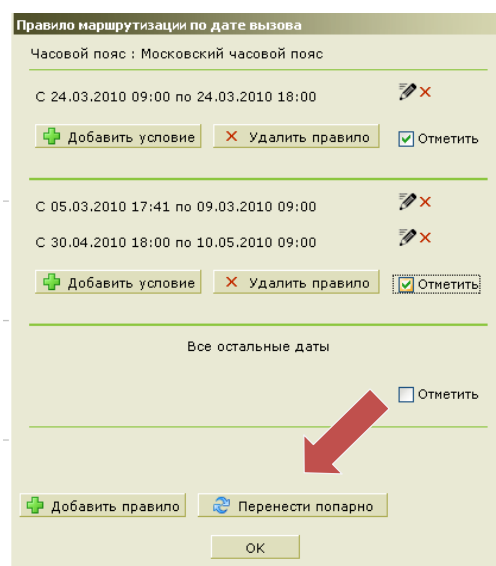 Правило маршрутизации по дате вызова
Часовой пояс : Московский часовой пояс
С 24.03.2010 09:00 по 24.03.2010 18:00
Добавить условие Удалить правило Отметить
С 05.03.2010 17:41 по 09.03.2010 09:00
С 30.04.2010 18:00 по 10.05.2010 09:00
Добавить условие Удалить правило Отметить
Все остальные даты
Отметить
Добавить правило Перенести попарно
ОК